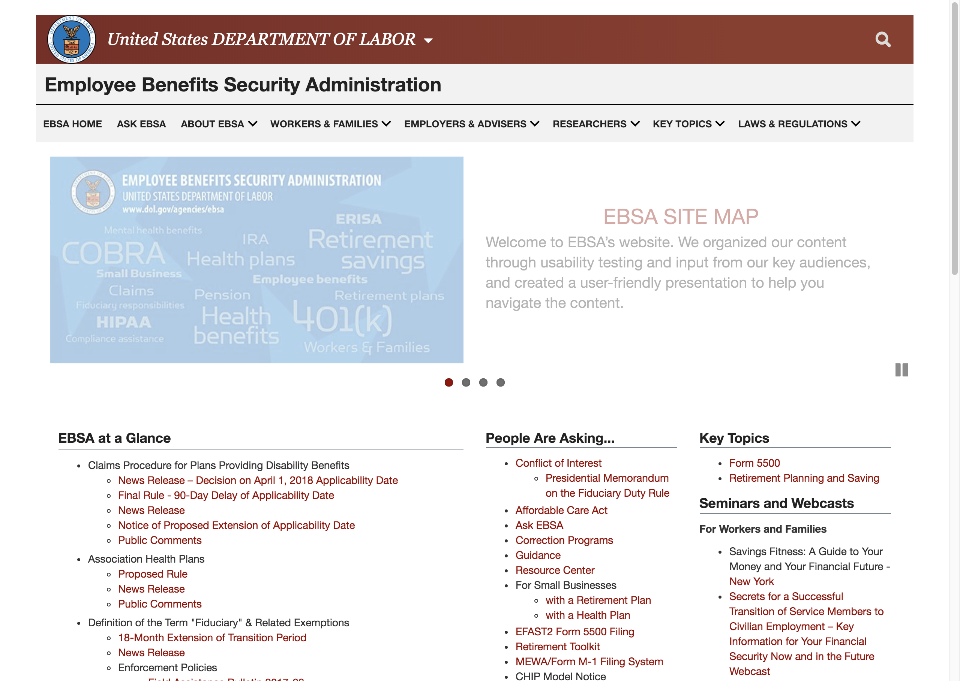 United States DEPARTMENT OF LABOR
Employee Benefits Security Administration
EBSA HOME ASK EBSA ABOUT EBSA WORKERS & FAMILIES EMPLOYERS & ADVISERS RESEARCHERS KEY TOPICS LAWS & REGULATIONS
EMPLOYEE BENEFITS SECURITY ADMINISTRATION
UNITED STATES DEPARTMENT OF LABOR
www.dol.gov/agencies/ebsa
ERISA
Mental health benefits
COBRA IRA Retirement
Health plans savings
Small Business Employee benefits
Claims Pension Retirement plans
Fiduciary responsibilities
HIPAA Health 401(k)
Compliance assistance benefits
Workers & Families
EBSA SITE MAP
Welcome to EBSA's website. We organized our content
through usability testing and input from our key audiences,
and created a user-friendly presentation to help you
navigate the content.
EBSA at a Glance
Claims Procedure for Plans Providing Disability Benefits
News Release – Decision on April 1, 2018 Applicability Date
Final Rule - 90-Day Delay of Applicability Date
News Release
Notice of Proposed Extension of Applicability Date
Public Comments
Association Health Plans
Proposed Rule
News Release
Public Comments
Definition of the Term "Fiduciary" & Related Exemptions
18-Month Extension of Transition Period
News Release
Enforcement Policies
People Are Asking...
Conflict of Interest
Presidential Memorandum
on the Fiduciary Duty Rule
Affordable Care Act
Ask EBSA
Correction Programs
Guidance
Resource Center
For Small Businesses
with a Retirement Plan
with a Health Plan
EFAST2 Form 5500 Filing
Retirement Toolkit
MEWA/Form M-1 Filing System
CHIP Model Notice
Key Topics
Form 5500
Retirement Planning and Saving
Seminars and Webcasts
For Workers and Families
Savings Fitness: A Guide to Your
Money and Your Financial Future -
New York
Secrets for a Successful
Transition of Service Members to
Civilian Employment – Key
Information for Your Financial
Security Now and in the Future
Webcast